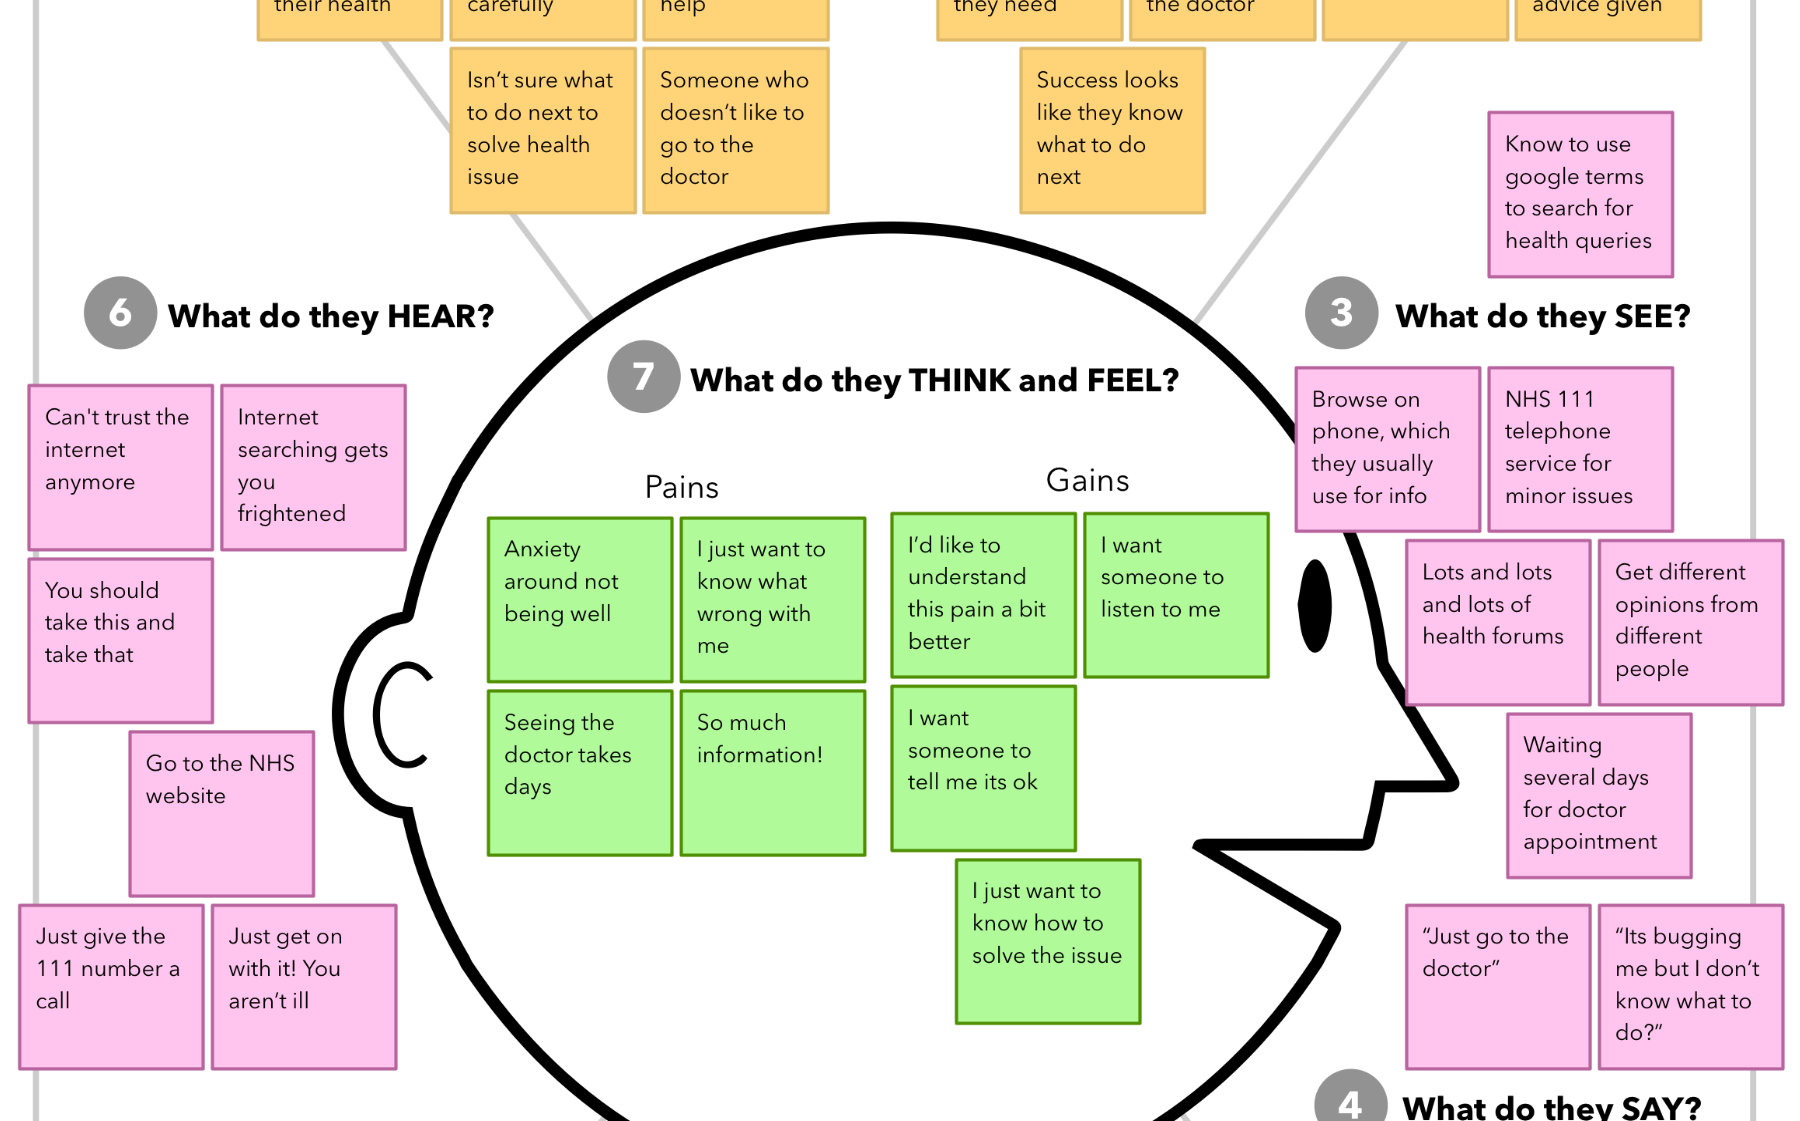 their health
carefully
help
they need
the doctor
advice given
Isn’t sure what
to do next to
solve health
issue
Someone who
doesn’t like to
go to the
doctor
Success looks
like they know
what to do
next
Know to use
google terms
to search for
health queries
6 What do they HEAR?
3 What do they SEE?
7 What do they THINK and FEEL?
Can't trust the
internet
anymore
Internet
searching gets
you
frightened
You should
take this and
take that
Go to the NHS
website
Just give the
111 number a
call
Just get on
with it! You
aren’t ill
Pains
Anxiety
around not
being well
I just want to
know what
wrong with
me
Seeing the
doctor takes
days
So much
information!
Gains
I’d like to
understand
this pain a bit
better
I want
someone to
listen to me
I want
someone to
tell me its ok
I just want to
know how to
solve the issue
Browse on
phone, which
they usually
use for info
NHS 111
telephone
service for
minor issues
Lots and lots
and lots of
health forums
Get different
opinions from
different
people
Waiting
several days
for doctor
appointment
“Just go to the
doctor”
“Its bugging
me but I don’t
know what to
do?”
4 What do they SAY?